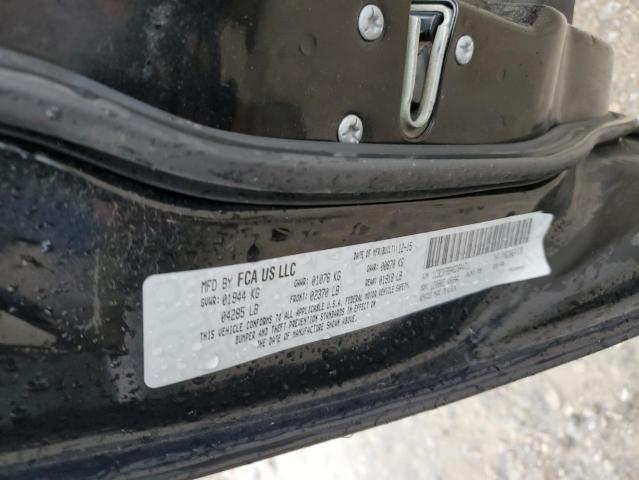 MFD BY FCA US LLC
DATE OF MFR(BUILT): 12-15
GVWR: 01944 KG GAWR: 01076 KG GAWR: 00870 KG
04285 LB FRONT: 02370 LB REAR: 01918 LB
THIS VEHICLE CONFORMS TO ALL APPLICABLE U.S.A. FEDERAL MOTOR VEHICLE SAFETY,
BUMPER AND THEFT PROTECTION STANDARDS IN EFFECT ON
THE DATE OF MANUFACTURE SHOWN ABOVE.